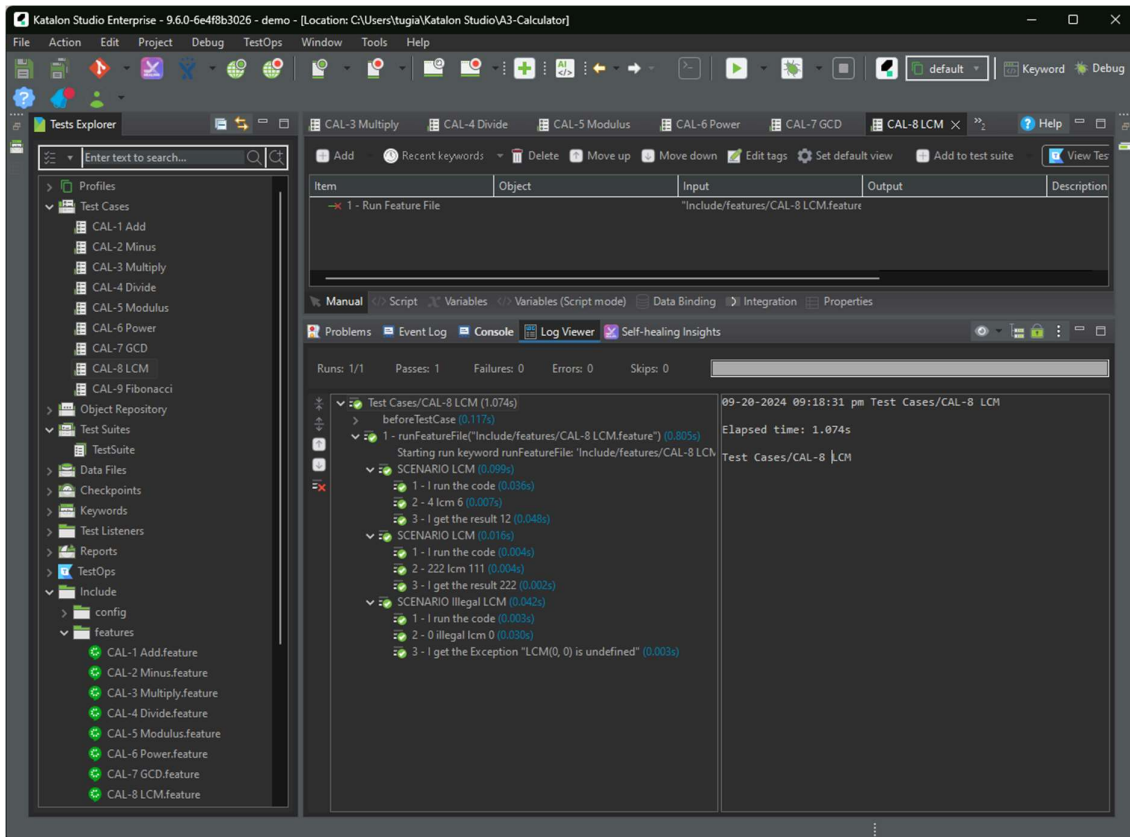 Katalon Studio Enterprise - 9.6.0-6e4f8b3026 - demo - [Location: C:\Users\tugia\Katalon Studio\A3-Calculator]
File Action Edit Project Debug TestOps Window Tools Help
default Keyword Debug
Tests Explorer
Enter text to search...
Profiles
Test Cases
CAL-1 Add
CAL-2 Minus
CAL-3 Multiply
CAL-4 Divide
CAL-5 Modulus
CAL-6 Power
CAL-7 GCD
CAL-8 LCM
CAL-9 Fibonacci
Object Repository
Test Suites
TestSuite
Data Files
Checkpoints
Keywords
Test Listeners
Reports
TestOps
Include
config
features
CAL-1 Add.feature
CAL-2 Minus.feature
CAL-3 Multiply.feature
CAL-4 Divide.feature
CAL-5 Modulus.feature
CAL-6 Power.feature
CAL-7 GCD.feature
CAL-8 LCM.feature
CAL-3 Multiply CAL-4 Divide CAL-5 Modulus CAL-6 Power CAL-7 GCD CAL-8 LCM 2 Help
Add Recent keywords Delete Move up Move down Edit tags Set default view Add to test suite View Tes
Item Object Input Output Description
1 - Run Feature File "Include/features/CAL-8 LCM.feature
Manual Script Variables Variables (Script mode) Data Binding Integration Properties
Problems Event Log Console Log Viewer Self-healing Insights
Runs: 1/1 Passes: 1 Failures: 0 Errors: 0 Skips: 0
Test Cases/CAL-8 LCM (1.074s)
beforeTestCase (0.117s)
1 - runFeatureFile("Include/features/CAL-8 LCM.feature") (0.805s)
Starting run keyword runFeatureFile: 'Include/features/CAL-8 LCM
SCENARIO LCM (0.099s)
1 - I run the code (0.036s)
2 - 4 lcm 6 (0.007s)
3 - I get the result 12 (0.048s)
SCENARIO LCM (0.016s)
1 - I run the code (0.004s)
2 - 222 lcm 111 (0.004s)
3 - I get the result 222 (0.002s)
SCENARIO Illegal LCM (0.042s)
1 - I run the code (0.003s)
2 - 0 illegal lcm 0 (0.030s)
3 - I get the Exception "LCM(0, 0) is undefined" (0.003s)
09-20-2024 09:18:31 pm Test Cases/CAL-8 LCM
Elapsed time: 1.074s
Test Cases/CAL-8 LCM